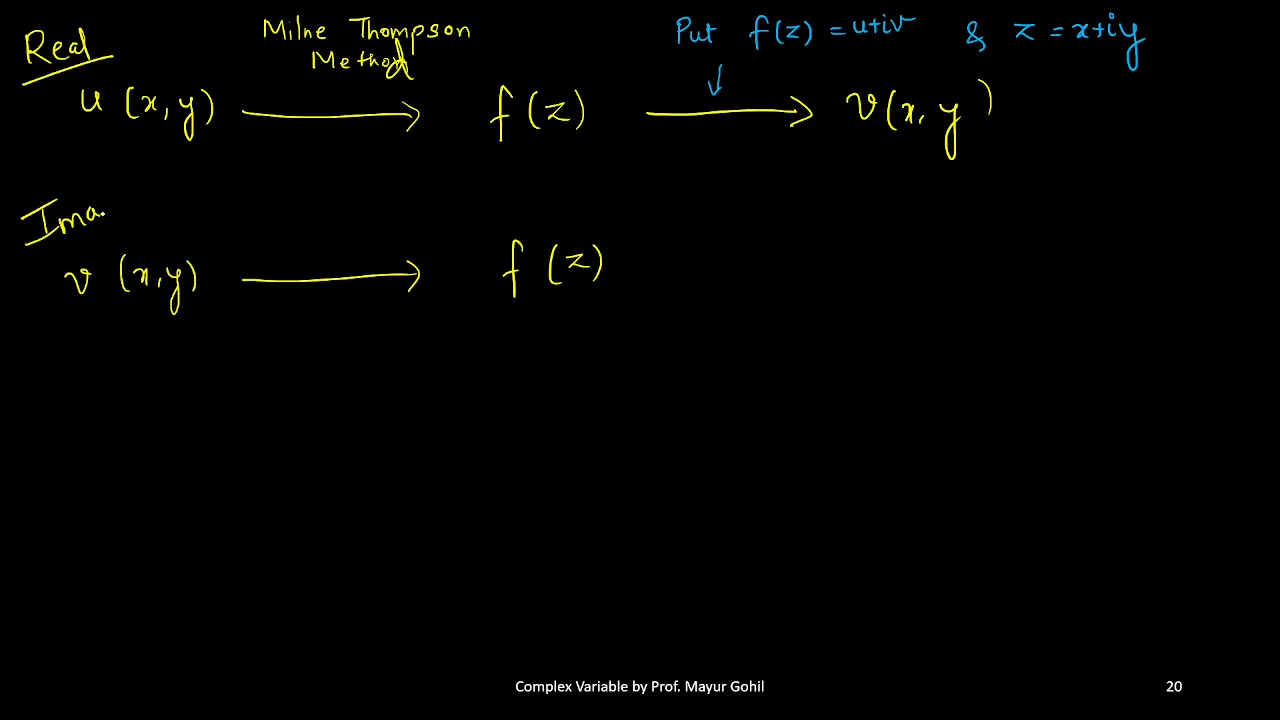 Real
Milne Thompson
Method
Put f(z) = u+iv & z = x+iy
u (x, y) → f(z) → v(x, y)
Ima
v (x,y) → f(z)
Complex Variable by Prof. Mayur Gohil
20